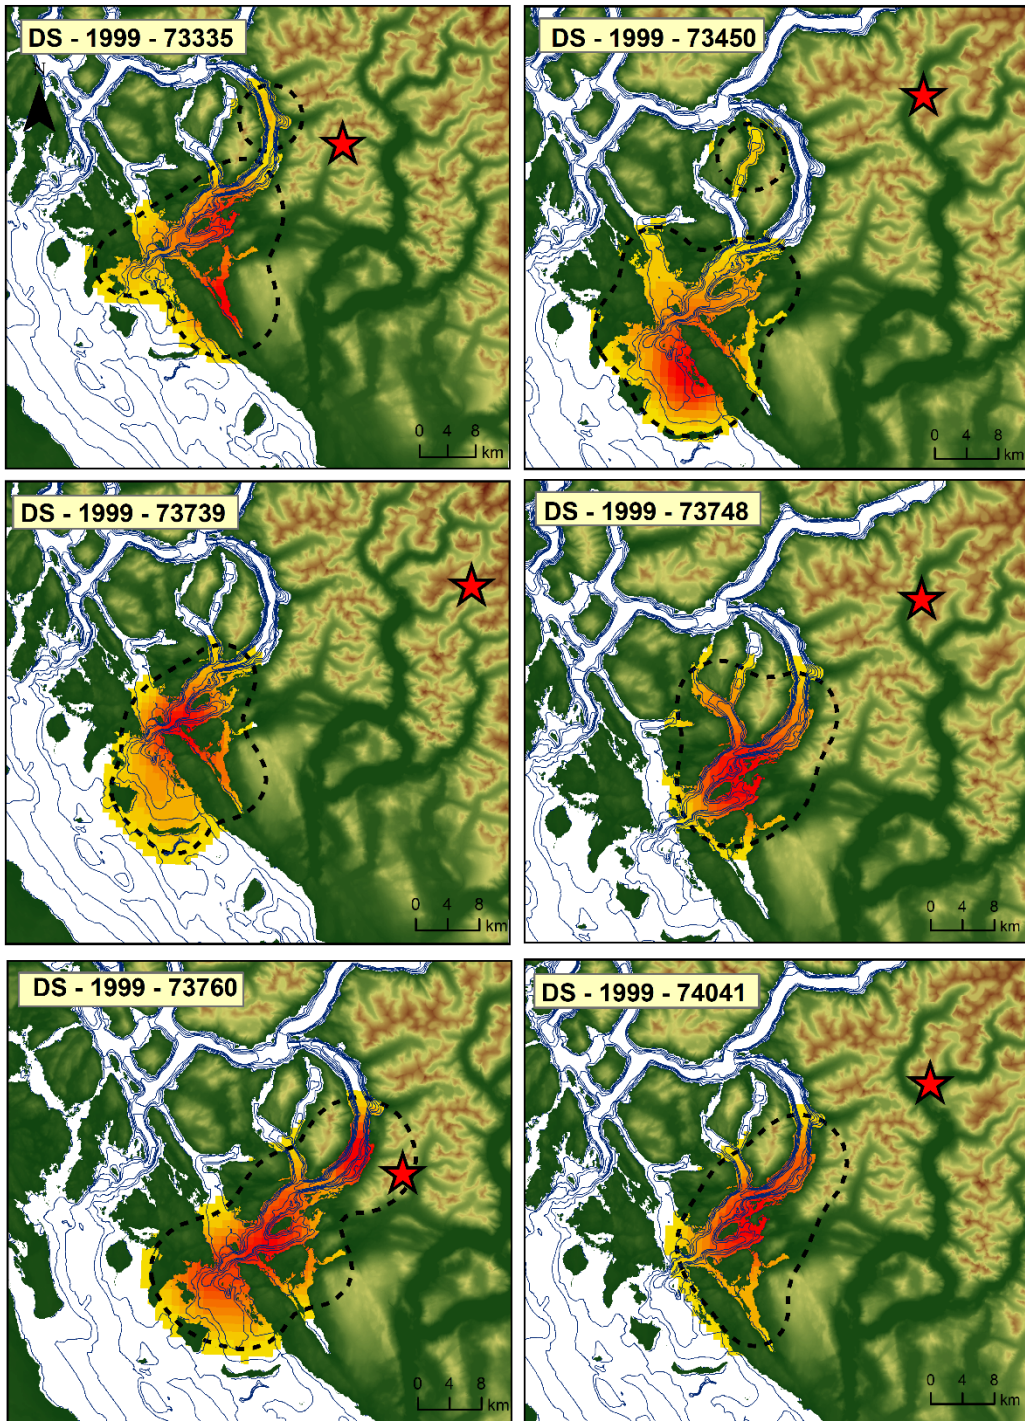 DS - 1999 - 73335
N
0 4 8
km
DS - 1999 - 73450
0 4 8
km
DS - 1999 - 73739
0 4 8
km
DS - 1999 - 73748
0 4 8
km
DS - 1999 - 73760
0 4 8
km
DS - 1999 - 74041
0 4 8
km